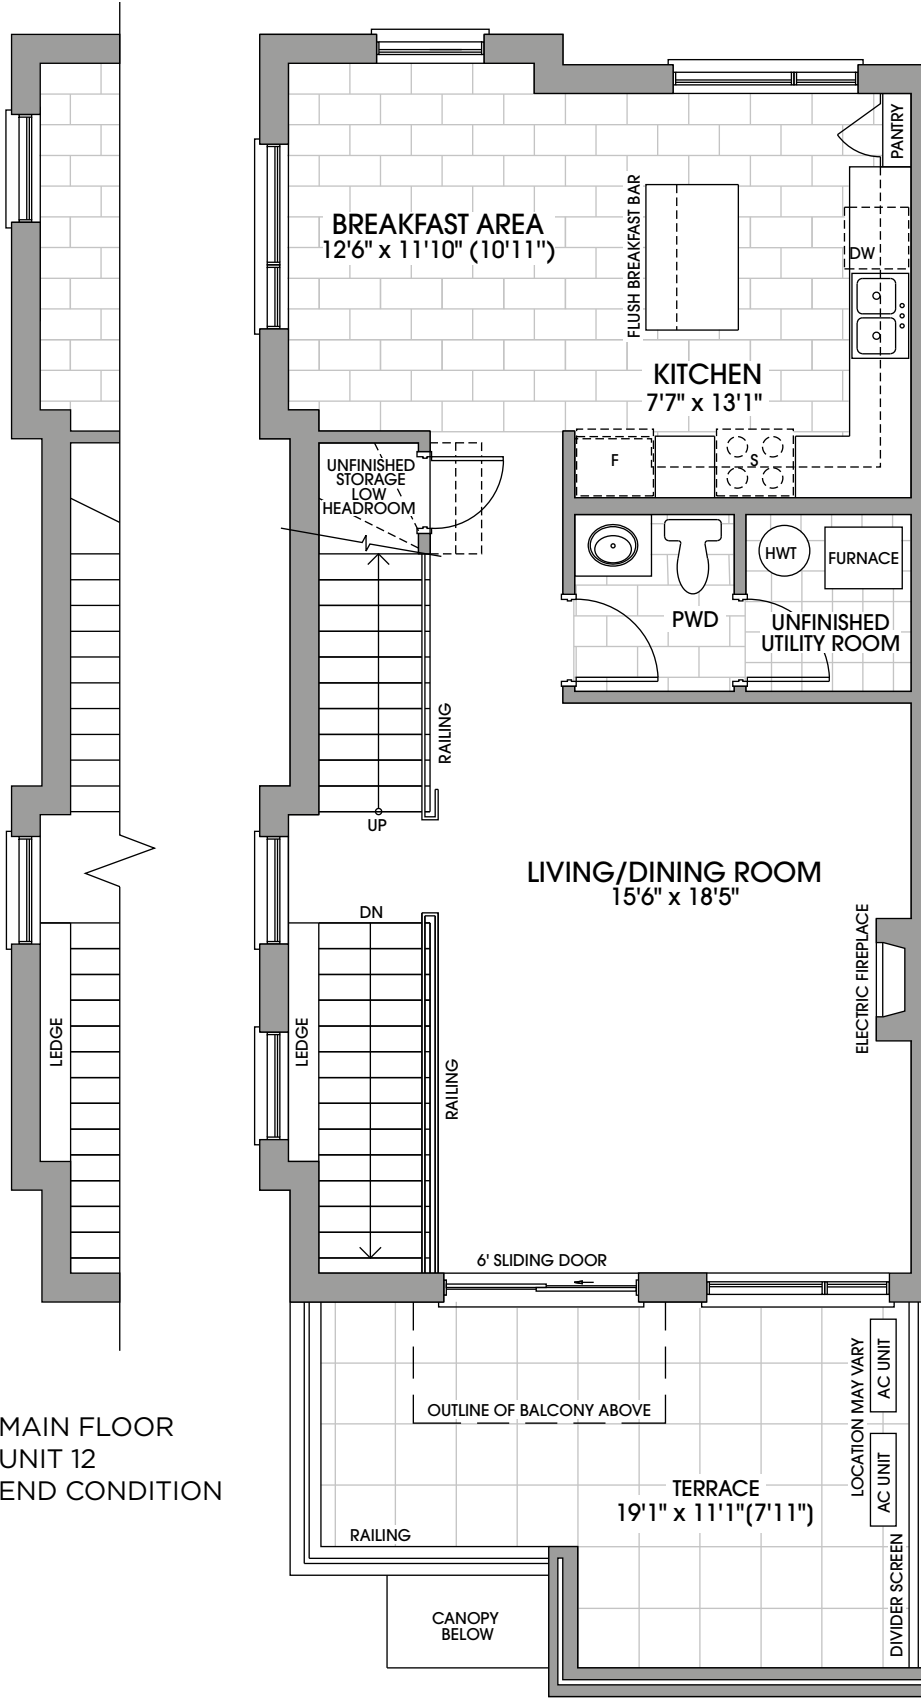 PANTRY
BREAKFAST AREA
12'6" x 11'10" (10'11")
FLUSH BREAKFAST BAR
DW
KITCHEN
7'7" x 13'1"
F
S
UNFINISHED
STORAGE
LOW
HEADROOM
HWT
FURNACE
PWD
UNFINISHED
UTILITY ROOM
RAILING
UP
LIVING/DINING ROOM
15'6" x 18'5"
DN
ELECTRIC FIREPLACE
LEDGE
LEDGE
RAILING
6' SLIDING DOOR
OUTLINE OF BALCONY ABOVE
LOCATION MAY VARY
AC UNIT
AC UNIT
MAIN FLOOR
UNIT 12
END CONDITION
TERRACE
19'1" x 11'1"(7'11")
RAILING
DIVIDER SCREEN
CANOPY
BELOW